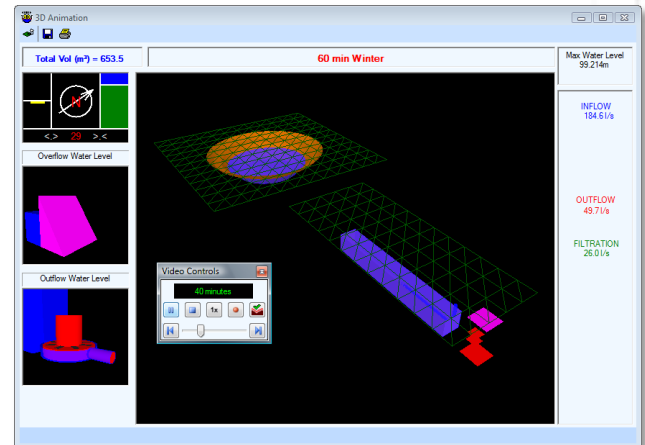 3D Animation
Total Vol (m³) = 653.5
60 min Winter
Max Water Level
99.214m
N
<.> 29 >.<
Overflow Water Level
Outflow Water Level
INFLOW
184.6 l/s
OUTFLOW
49.7 l/s
FILTRATION
26.0 l/s
Video Controls
40 minutes
1x